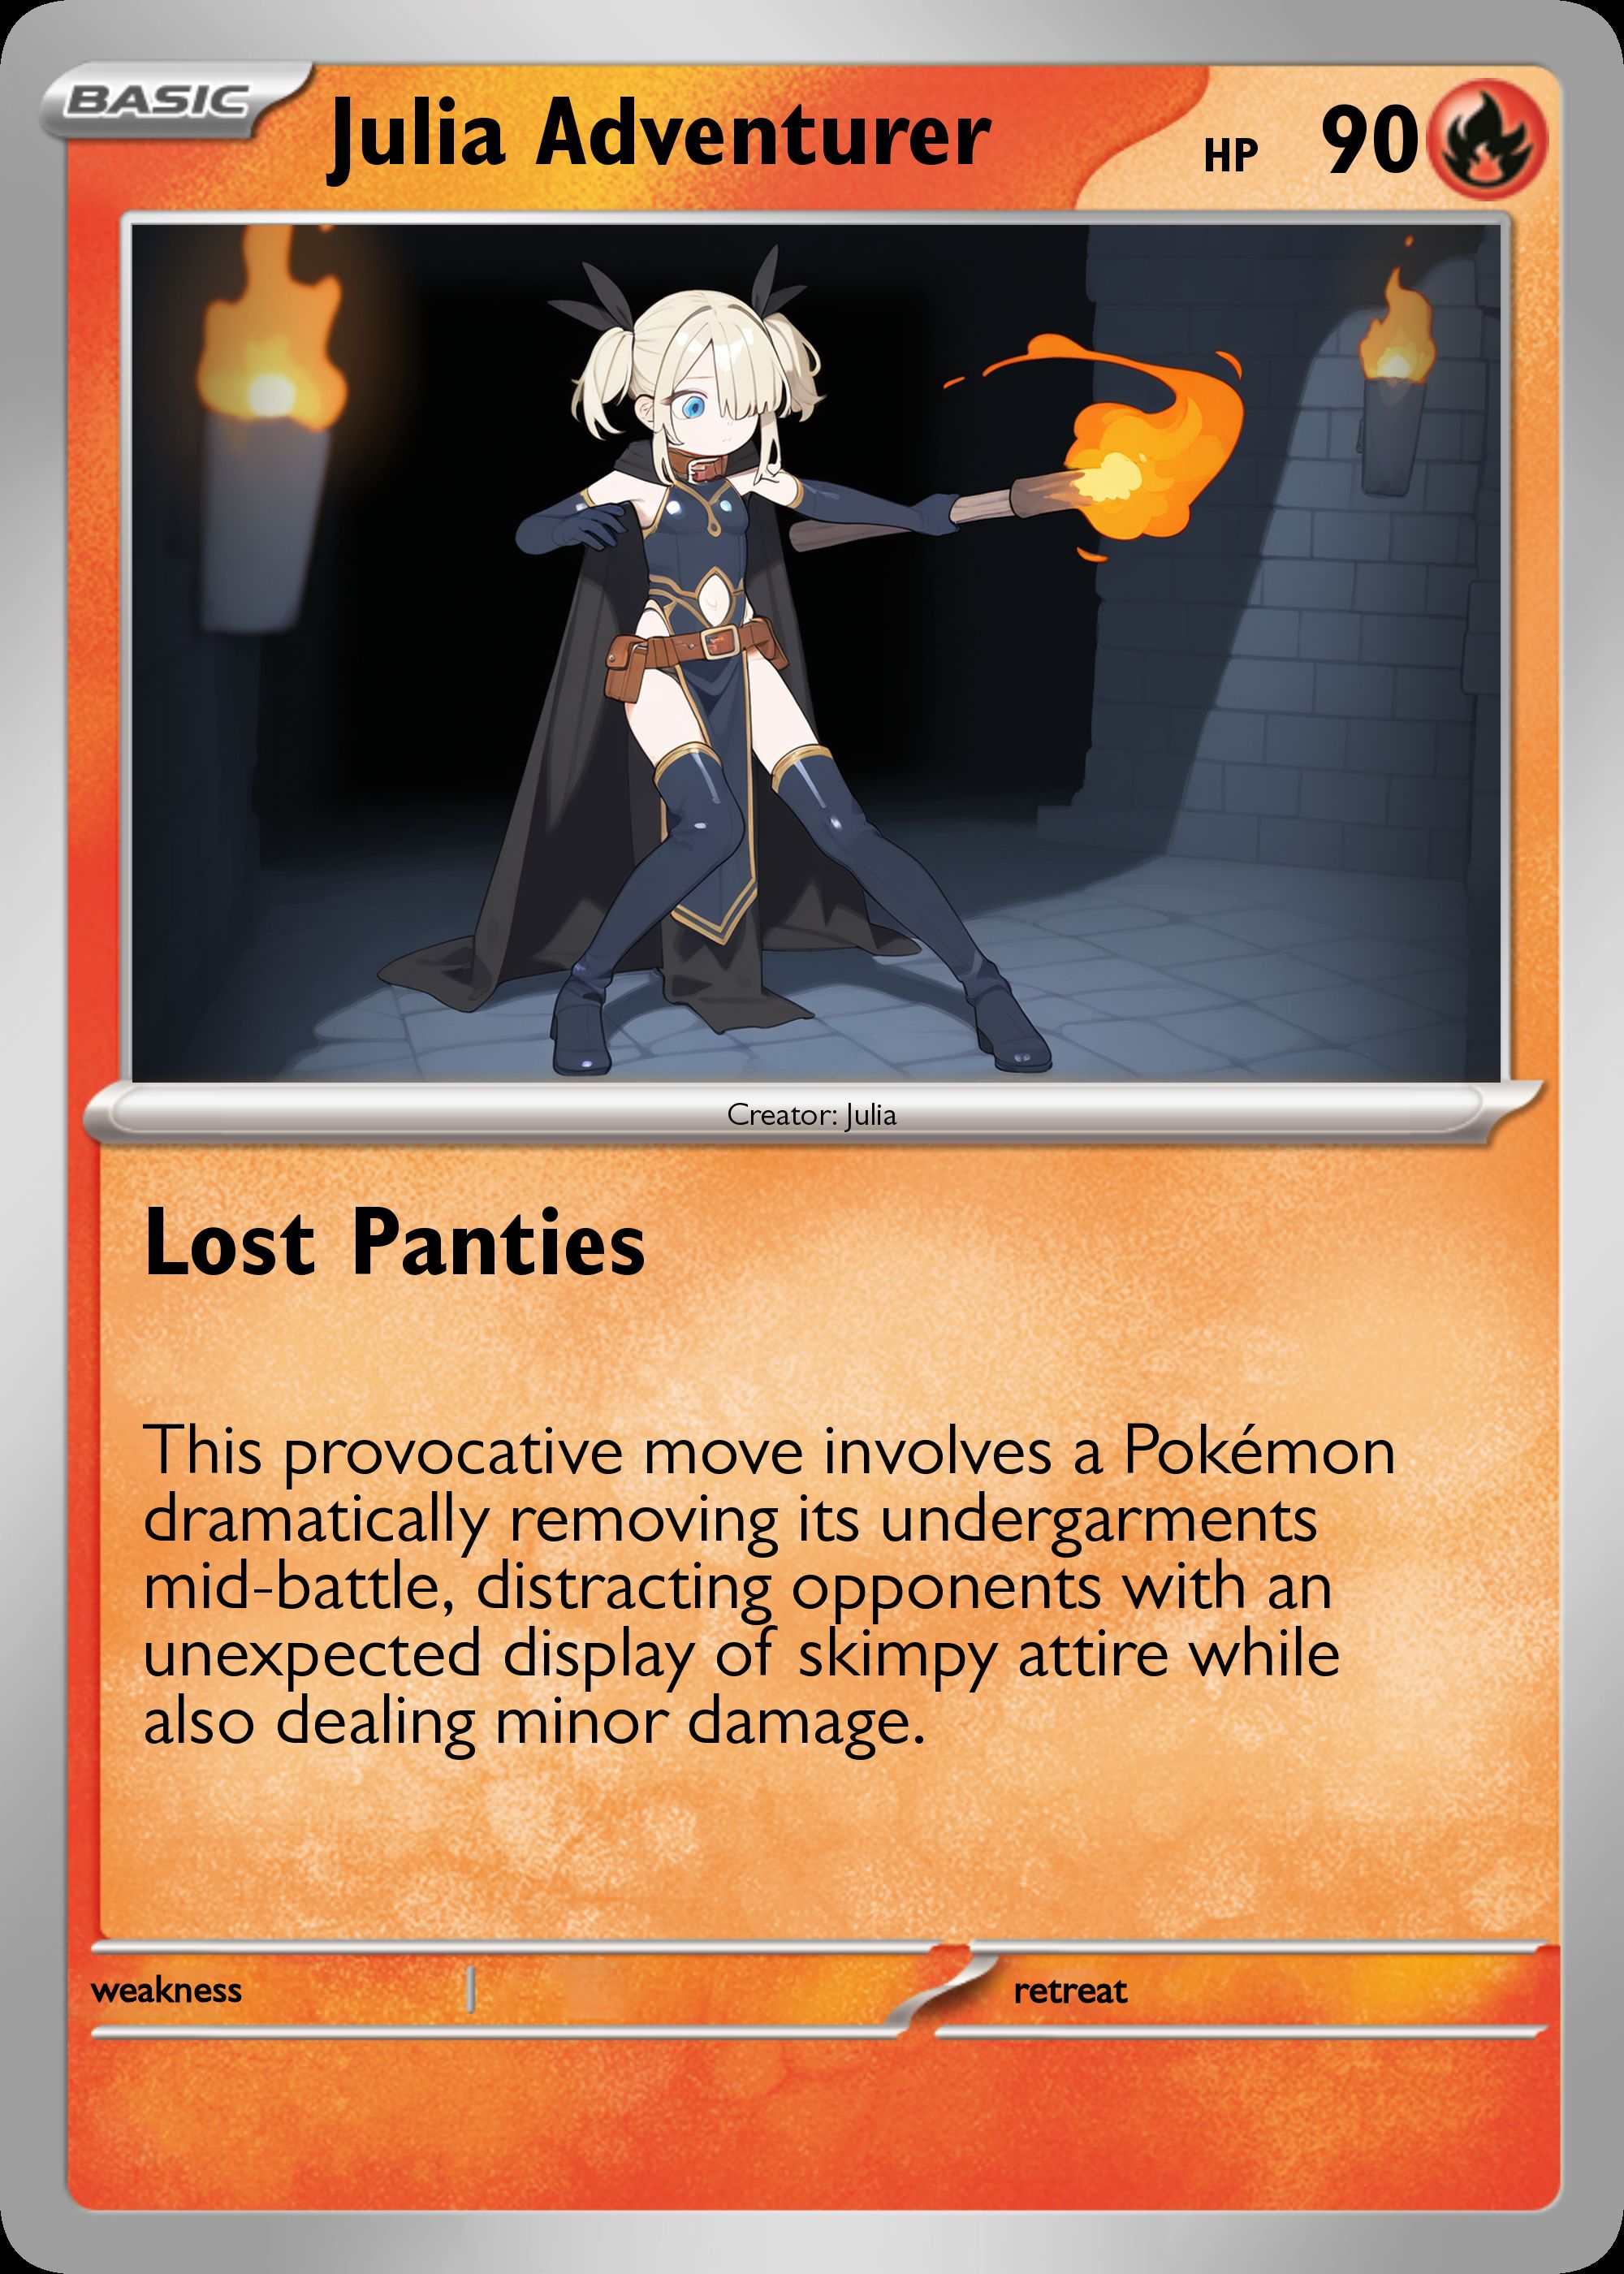 BASIC
Julia Adventurer
HP 90
Creator: Julia
Lost Panties
This provocative move involves a Pokémon
dramatically removing its undergarments
mid-battle, distracting opponents with an
unexpected display of skimpy attire while
also dealing minor damage.
weakness
retreat